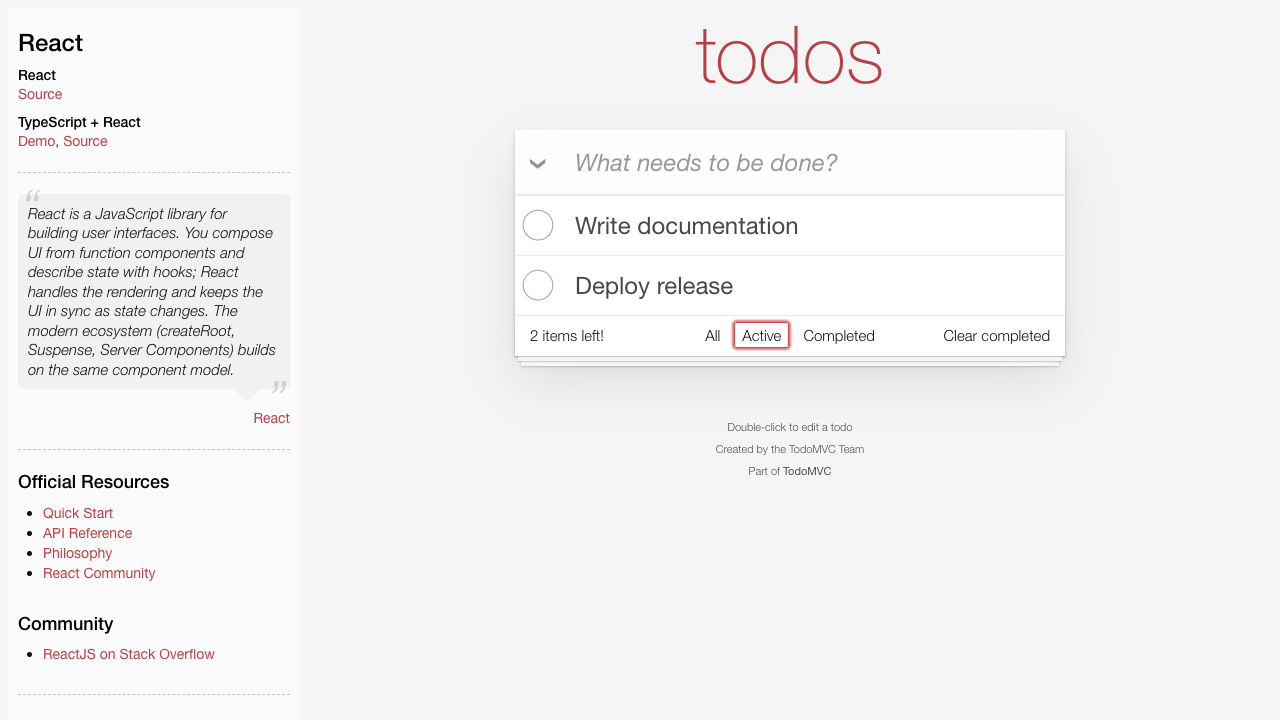 React
React
Source
TypeScript + React
Demo, Source
“
React is a JavaScript library for
building user interfaces. You compose
UI from function components and
describe state with hooks; React
handles the rendering and keeps the
UI in sync as state changes. The
modern ecosystem (createRoot,
Suspense, Server Components) builds
on the same component model.
”
React
Official Resources
Quick Start
API Reference
Philosophy
React Community
Community
ReactJS on Stack Overflow
todos
What needs to be done?
Write documentation
Deploy release
2 items left! All Active Completed Clear completed
Double-click to edit a todo
Created by the TodoMVC Team
Part of TodoMVC